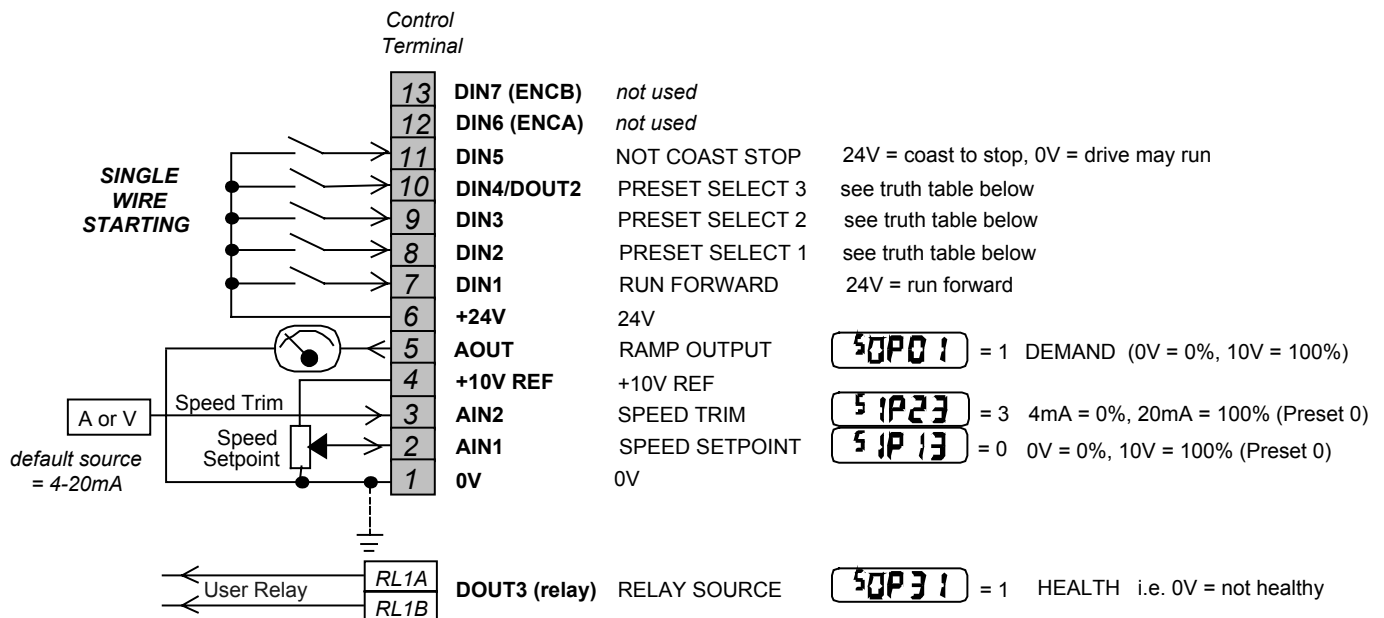 Control
Terminal
13 DIN7 (ENCB) not used
12 DIN6 (ENCA) not used
11 DIN5 NOT COAST STOP 24V = coast to stop, 0V = drive may run
SINGLE
WIRE
STARTING
10 DIN4/DOUT2 PRESET SELECT 3 see truth table below
9 DIN3 PRESET SELECT 2 see truth table below
8 DIN2 PRESET SELECT 1 see truth table below
7 DIN1 RUN FORWARD 24V = run forward
6 +24V 24V
5 AOUT RAMP OUTPUT SOP01 = 1 DEMAND (0V = 0%, 10V = 100%)
4 +10V REF +10V REF
A or V Speed Trim 3 AIN2 SPEED TRIM SIP23 = 3 4mA = 0%, 20mA = 100% (Preset 0)
Speed
Setpoint 2 AIN1 SPEED SETPOINT SIP13 = 0 0V = 0%, 10V = 100% (Preset 0)
default source
= 4-20mA
1 0V 0V
User Relay RL1A
RL1B
DOUT3 (relay) RELAY SOURCE SOP31 = 1 HEALTH i.e. 0V = not healthy